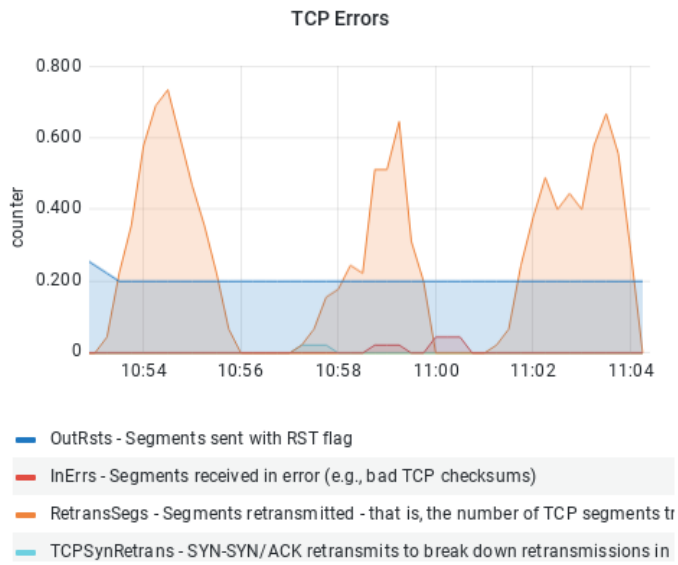 TCP Errors
0.800
0.600
0.400
0.200
0
counter
10:54 10:56 10:58 11:00 11:02 11:04
OutRsts - Segments sent with RST flag
InErrs - Segments received in error (e.g., bad TCP checksums)
RetransSegs - Segments retransmitted - that is, the number of TCP segments
TCPSynRetrans - SYN-SYN/ACK retransmits to break down retransmissions in